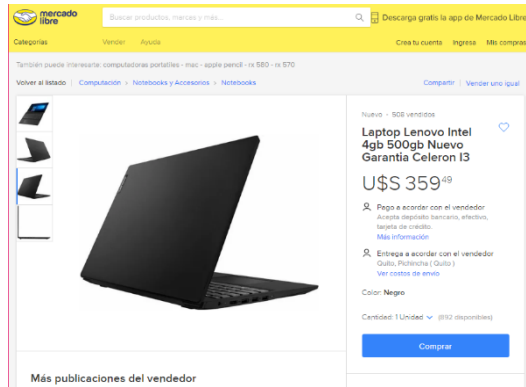 mercado
libre
Buscar productos, marcas y más...
Descarga gratis la app de Mercado Libre
Categorías
Vender
Ayuda
Crea tu cuenta
Ingresa
Mis compras
También puede interesarte: computadoras portatiles - mac - apple pencil - rx 580 - rx 570
Volver al listado | Computación > Notebooks y Accesorios > Notebooks
Compartir | Vender uno igual
Nuevo - 508 vendidos
Laptop Lenovo Intel
4gb 500gb Nuevo
Garantia Celeron I3
U$S 359 49
Pago a acordar con el vendedor
Acepta depósito bancario, efectivo,
tarjeta de crédito.
Más información
Entrega a acordar con el vendedor
Quito, Pichincha ( Quito )
Ver costos de envío
Color: Negro
Cantidad: 1 Unidad (892 disponibles)
Comprar
Más publicaciones del vendedor